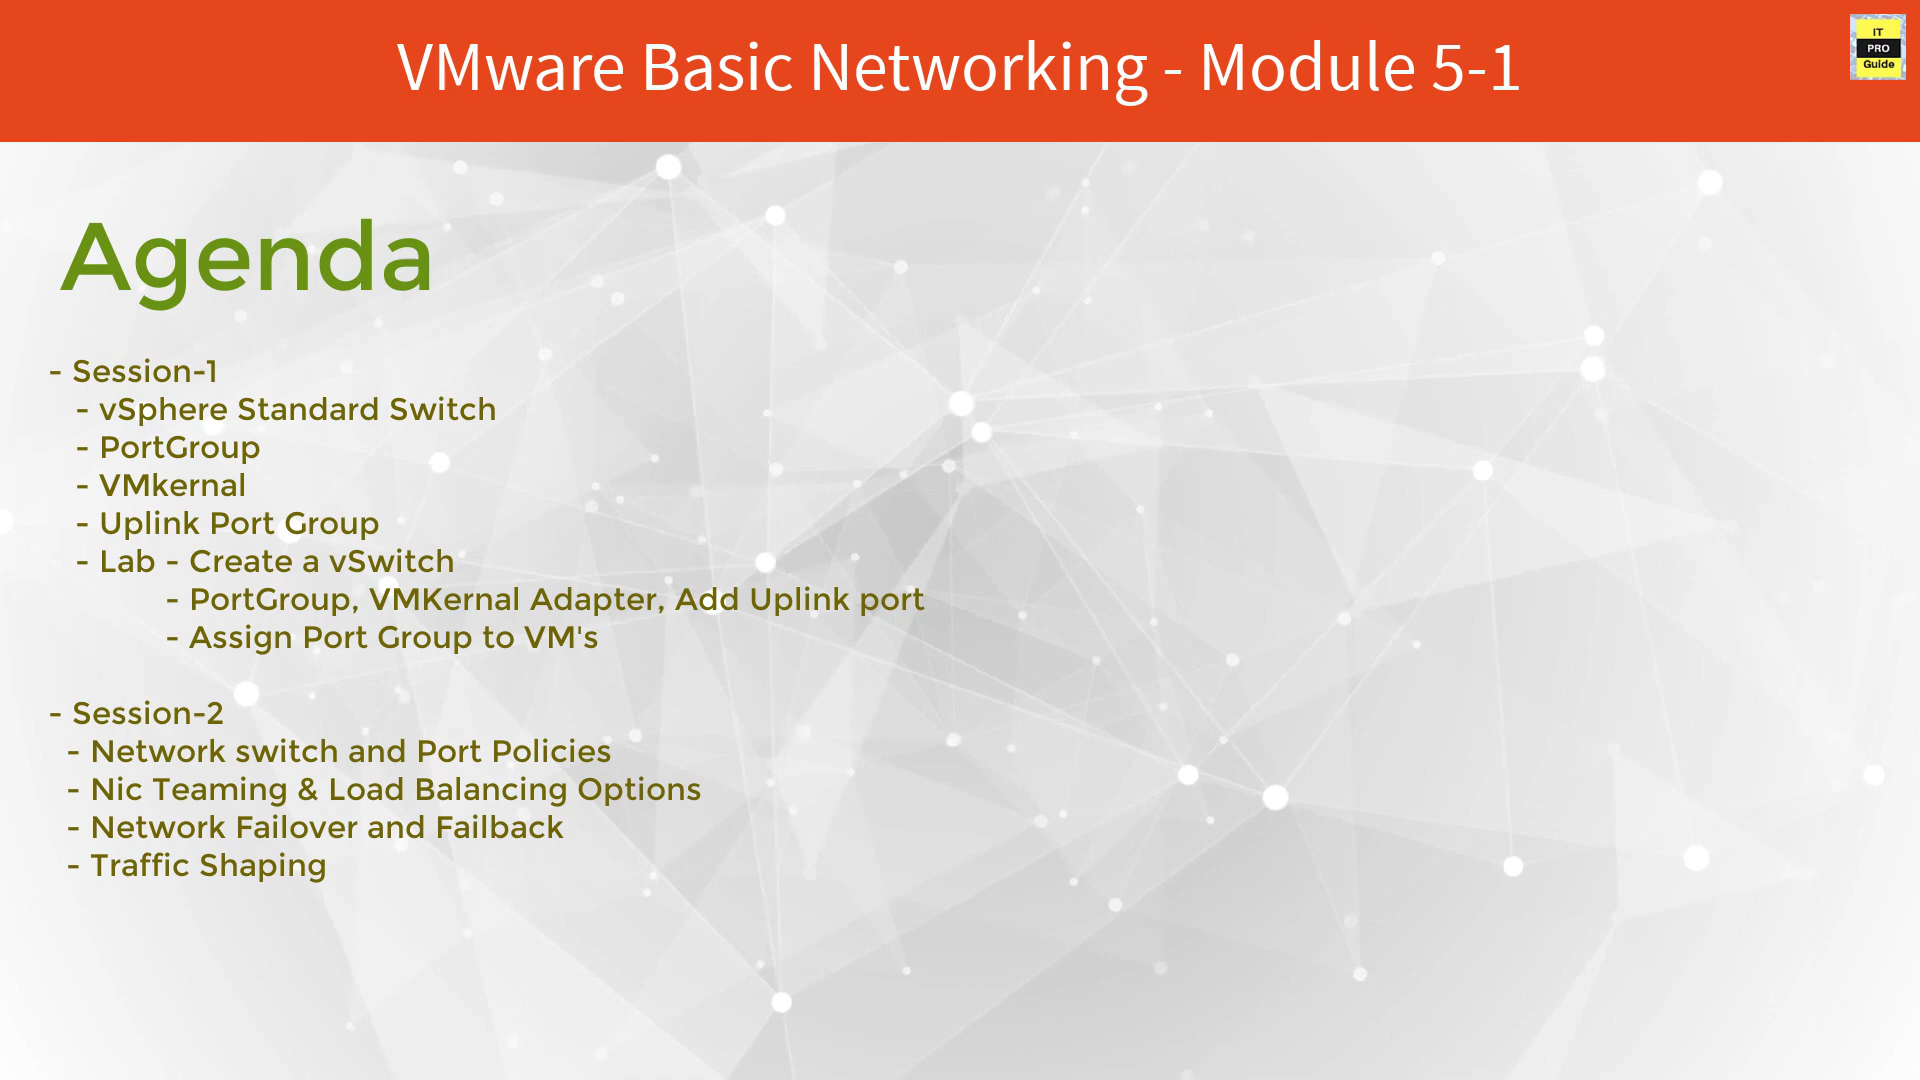 VMware Basic Networking - Module 5-1
IT
PRO
Guide
Agenda
- Session-1
- vSphere Standard Switch
- PortGroup
- VMkernal
- Uplink Port Group
- Lab - Create a vSwitch
- PortGroup, VMKernal Adapter, Add Uplink port
- Assign Port Group to VM's
- Session-2
- Network switch and Port Policies
- Nic Teaming & Load Balancing Options
- Network Failover and Failback
- Traffic Shaping